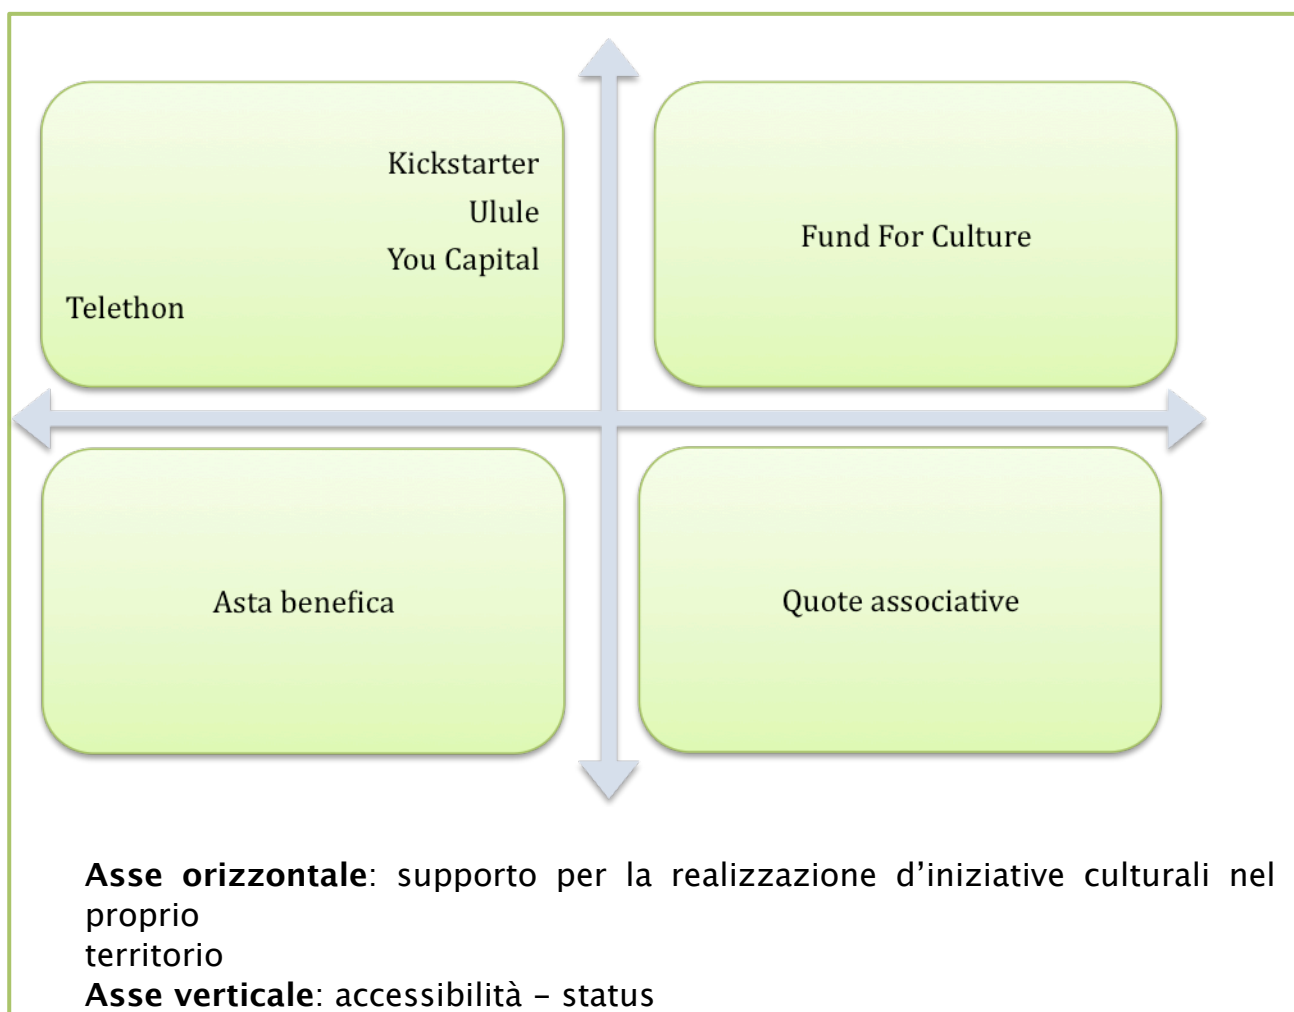 Kickstarter
Ulule
You Capital
Telethon
Fund For Culture
Asta benefica
Quote associative
Asse orizzontale: supporto per la realizzazione d’iniziative culturali nel
proprio
territorio
Asse verticale: accessibilità – status